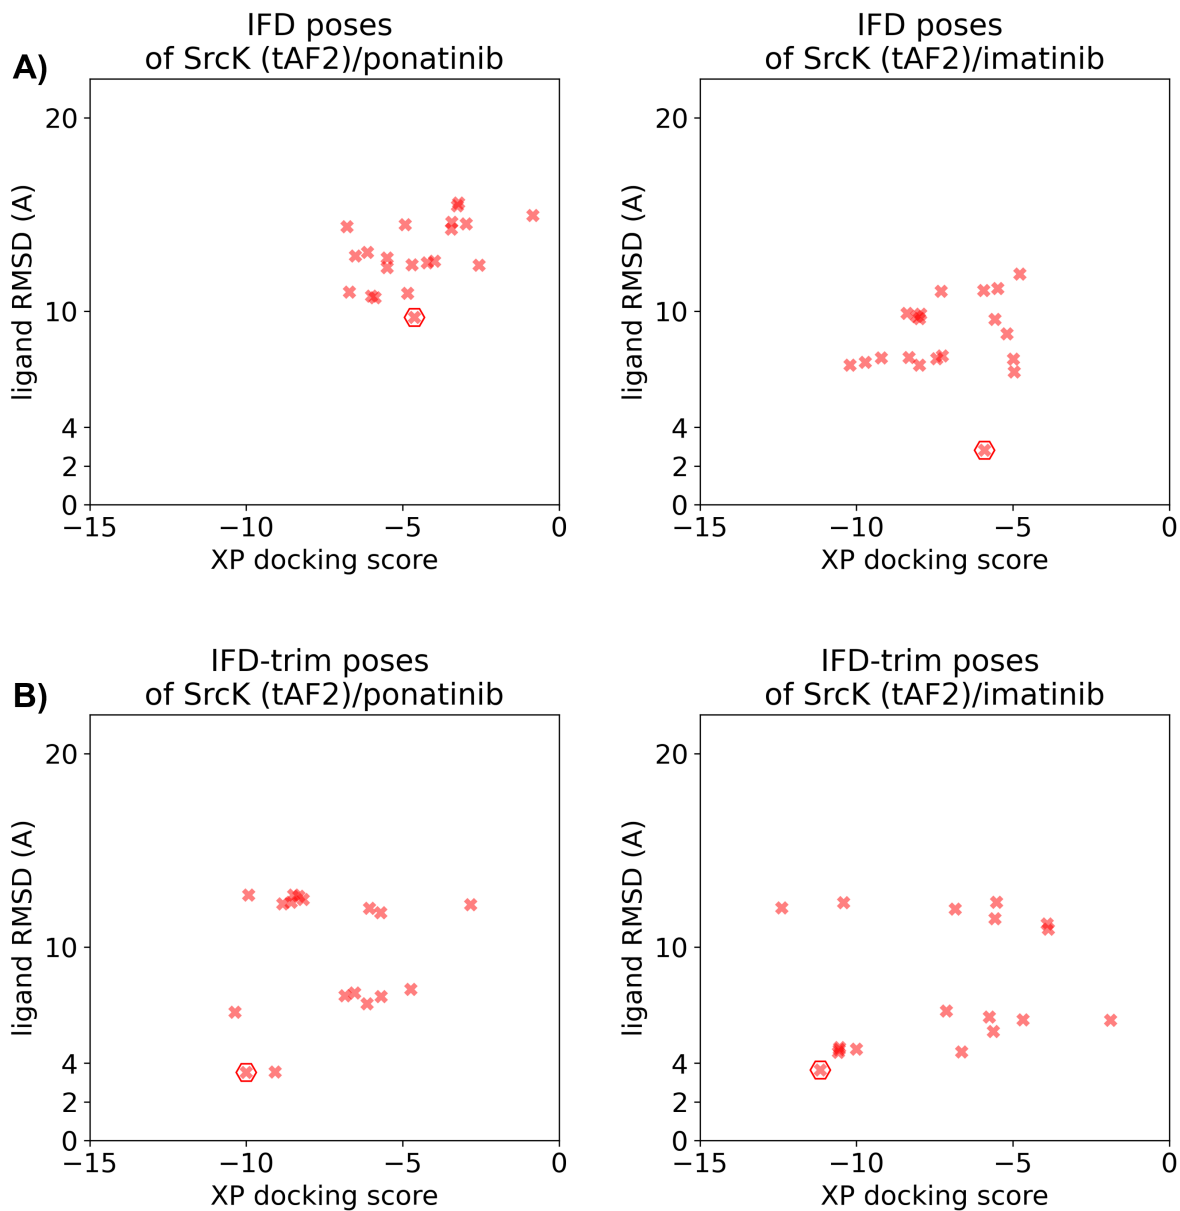 A)
IFD poses
of SrcK (tAF2)/ponatinib
20
10
4
2
0
ligand RMSD (A)
−15
−10
−5
0
XP docking score
IFD poses
of SrcK (tAF2)/imatinib
20
10
4
2
0
ligand RMSD (A)
−15
−10
−5
0
XP docking score
B)
IFD-trim poses
of SrcK (tAF2)/ponatinib
20
10
4
2
0
ligand RMSD (A)
−15
−10
−5
0
XP docking score
IFD-trim poses
of SrcK (tAF2)/imatinib
20
10
4
2
0
ligand RMSD (A)
−15
−10
−5
0
XP docking score